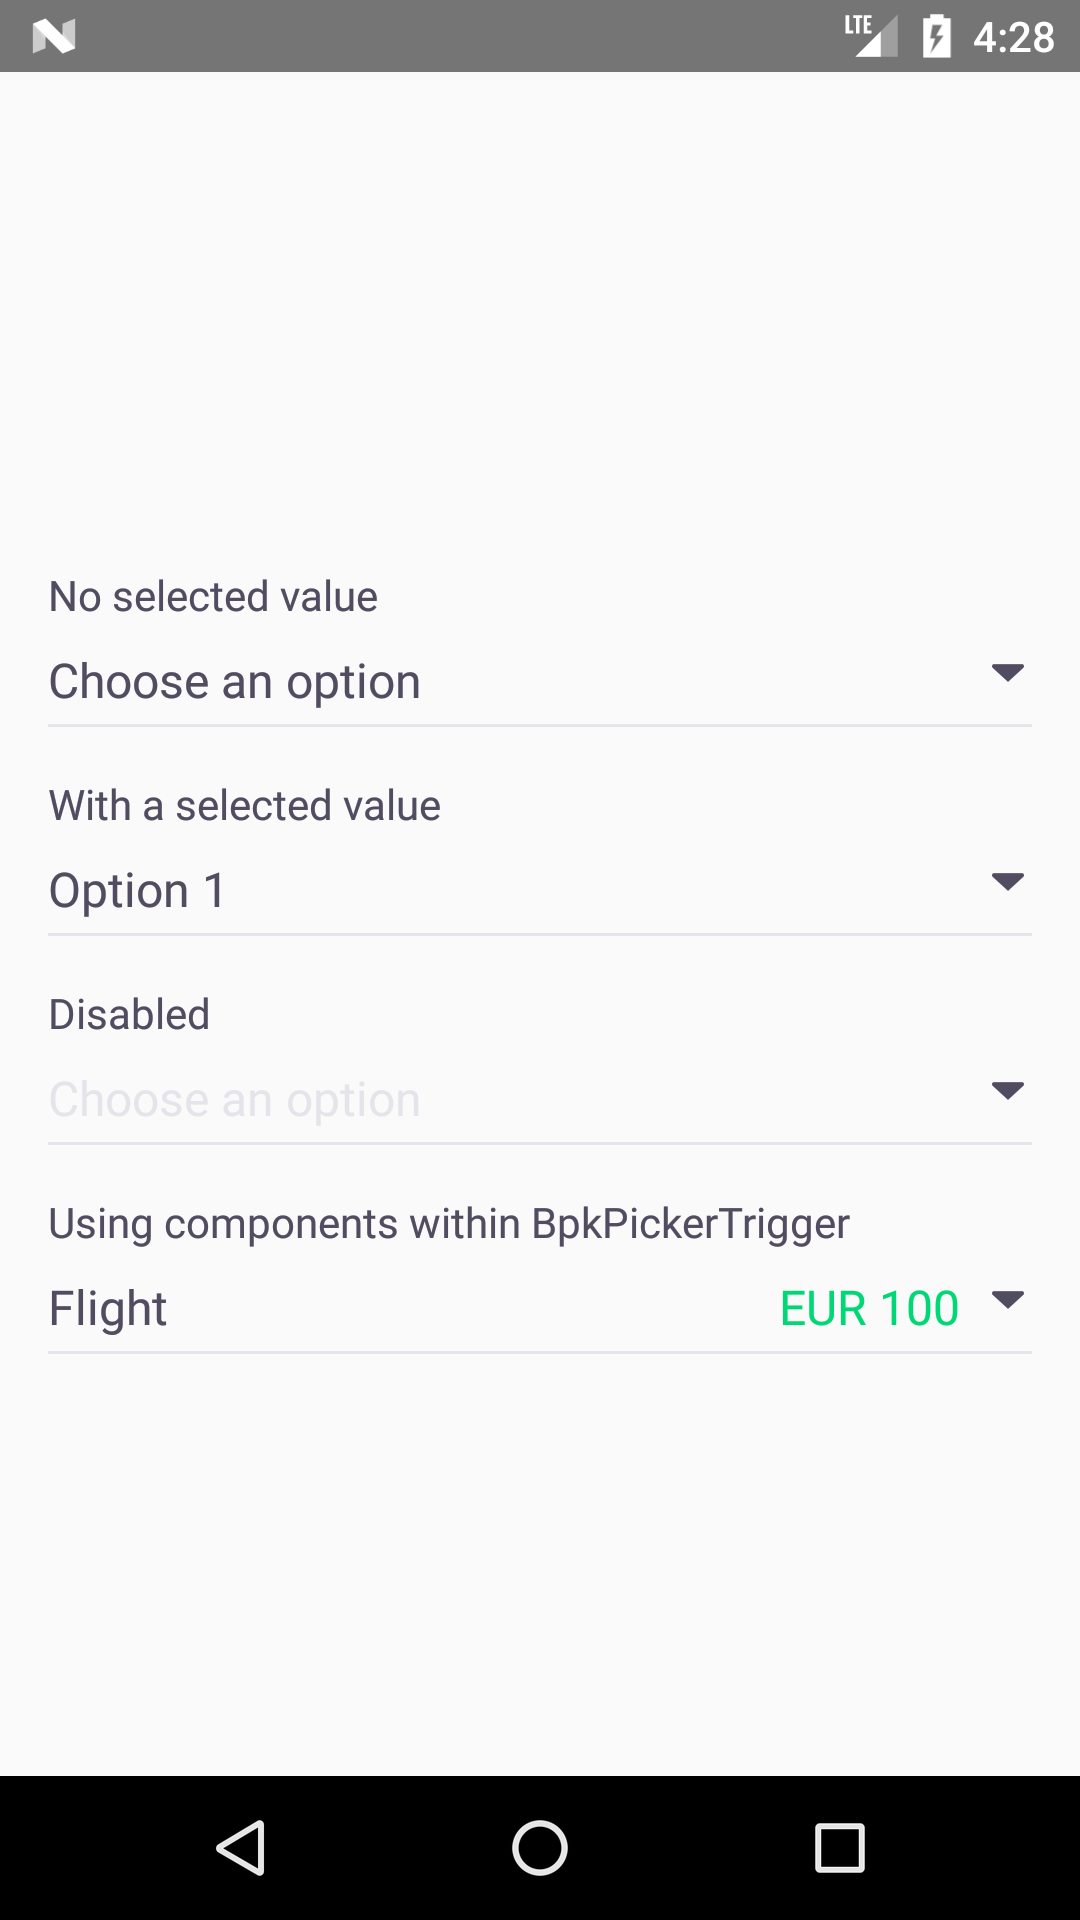 LTE 4:28
No selected value
Choose an option
With a selected value
Option 1
Disabled
Choose an option
Using components within BpkPickerTrigger
Flight EUR 100